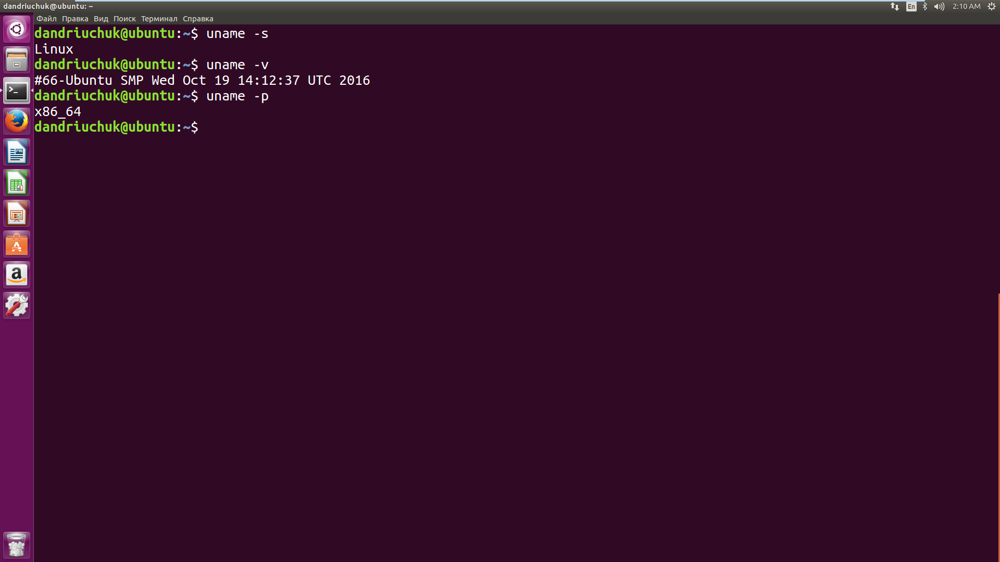 dandriuchuk@ubuntu: ~
En
2:10 AM
Файл Правка Вид Поиск Терминал Справка
dandriuchuk@ubuntu:~$ uname -s
Linux
dandriuchuk@ubuntu:~$ uname -v
#66-Ubuntu SMP Wed Oct 19 14:12:37 UTC 2016
dandriuchuk@ubuntu:~$ uname -p
x86_64
dandriuchuk@ubuntu:~$